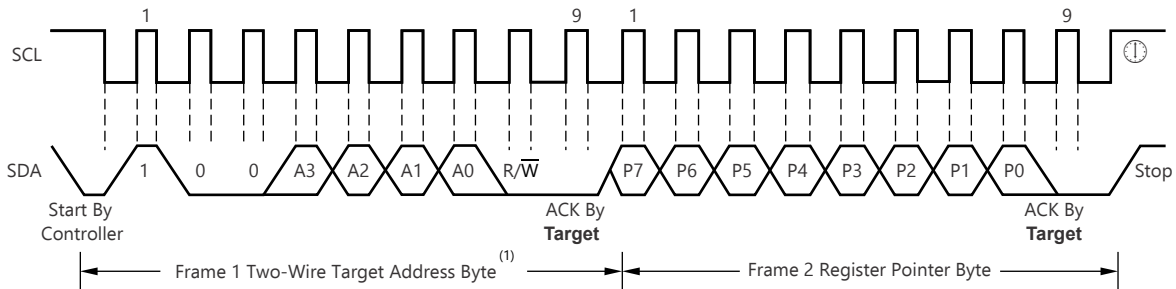 1 9 1 9
SCL
SDA 1 0 0 A3 A2 A1 A0 R/W̅ P7 P6 P5 P4 P3 P2 P1 P0 Stop
Start By
Controller
ACK By
Target
ACK By
Target
Frame 1 Two-Wire Target Address Byte (1)
Frame 2 Register Pointer Byte